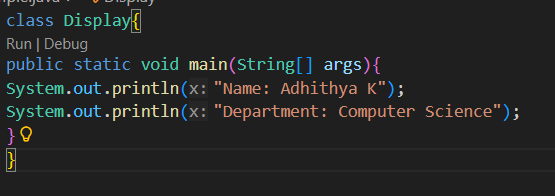 class Display{
Run | Debug
public static void main(String[] args){
System.out.println(x: "Name: Adhithya K");
System.out.println(x: "Department: Computer Science");
}
}